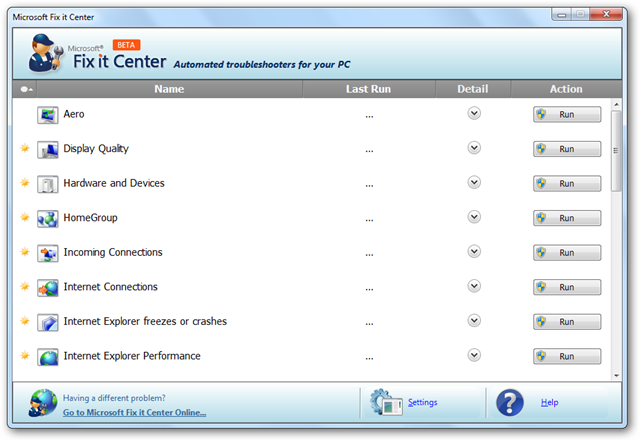 Microsoft Fix it Center
Microsoft® BETA
Fix it Center Automated troubleshooters for your PC
Name Last Run Detail Action
Aero ... Run
Display Quality ... Run
Hardware and Devices ... Run
HomeGroup ... Run
Incoming Connections ... Run
Internet Connections ... Run
Internet Explorer freezes or crashes ... Run
Internet Explorer Performance ... Run
Having a different problem?
Go to Microsoft Fix it Center Online...
Settings
Help